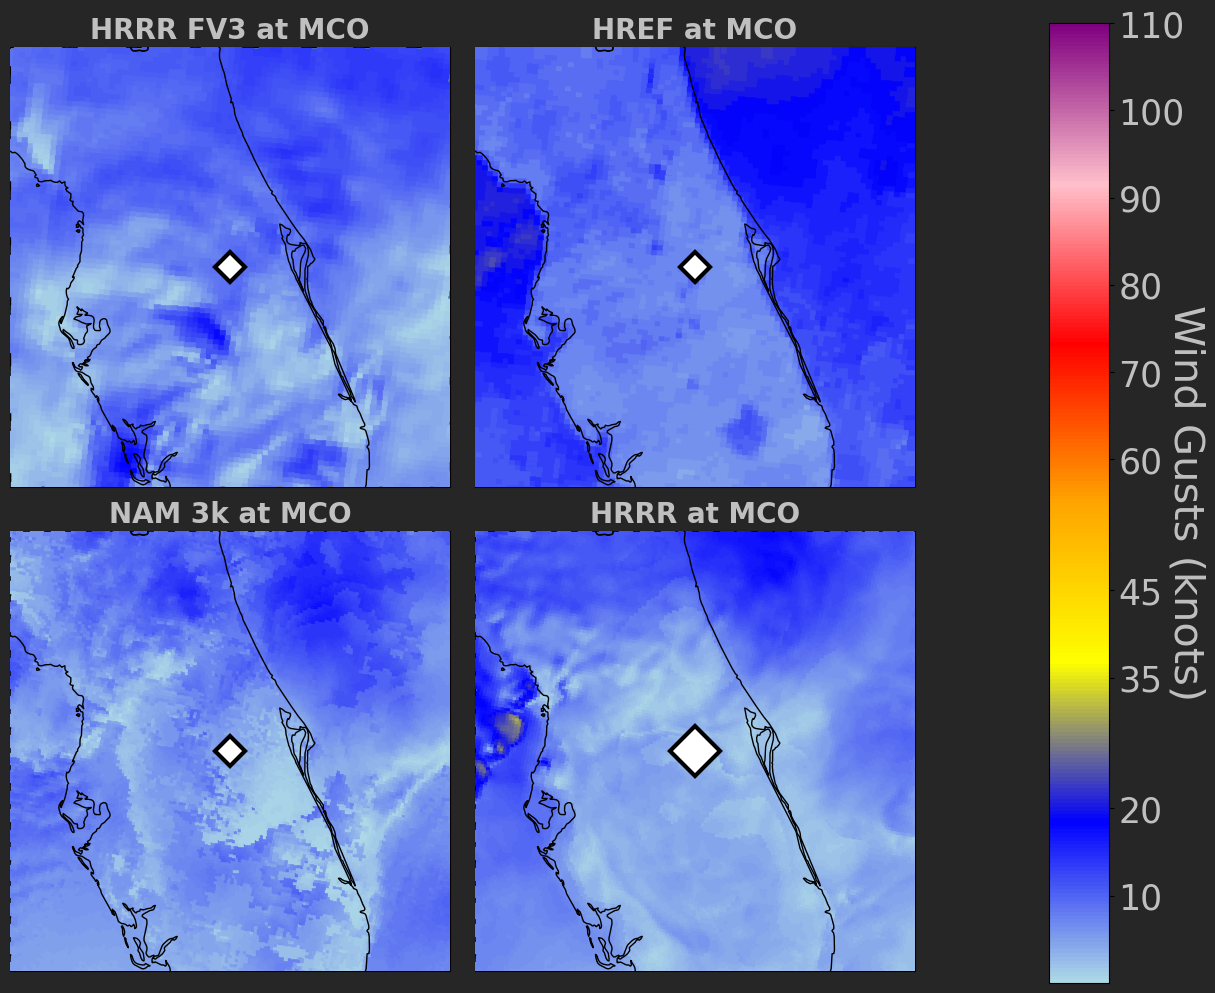 HRRR FV3 at MCO
HREF at MCO
NAM 3k at MCO
HRRR at MCO
110
100
90
80
70
60
45
35
20
10
Wind Gusts (knots)